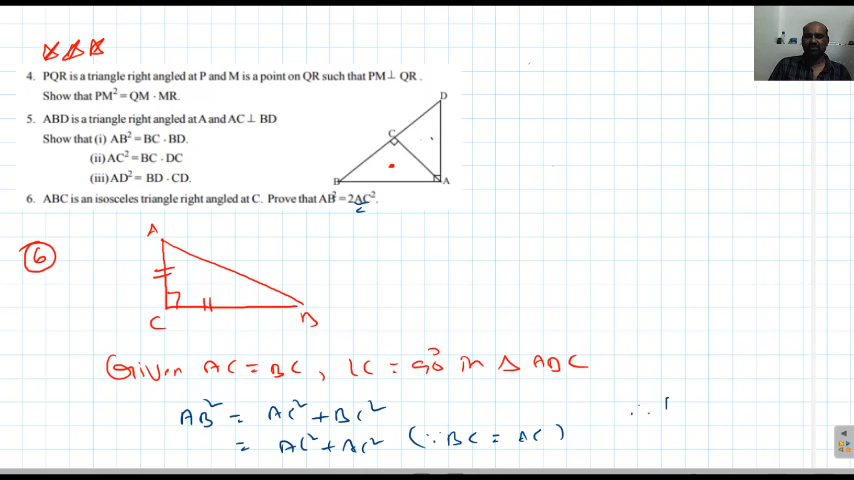 4. PQR is a triangle right angled at P and M is a point on QR such that PM ⊥ QR .
Show that PM² = QM · MR.
5. ABD is a triangle right angled at A and AC ⊥ BD
Show that (i) AB² = BC · BD.
(ii) AC² = BC · DC
(iii) AD² = BD · CD.
D
C
B
A
6. ABC is an isosceles triangle right angled at C. Prove that AB² = 2AC².
6
A
C
B
Given AC = BC, ∠C = 90° in Δ ABC
AB² = AC² + BC²
= AC² + AC² (∵ BC = AC)
∴